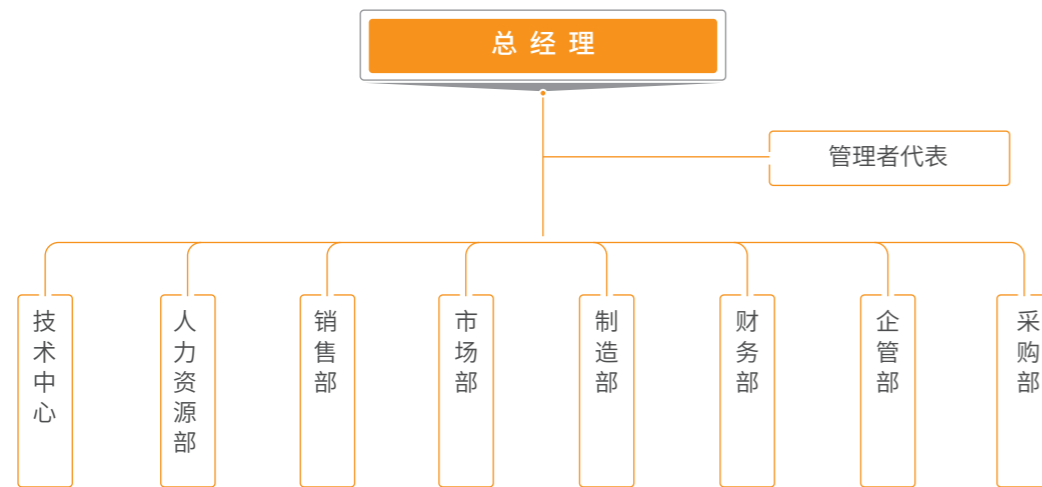 总经理
管理者代表
技术中心
人力资源部
销售部
市场部
制造部
财务部
企管部
采购部